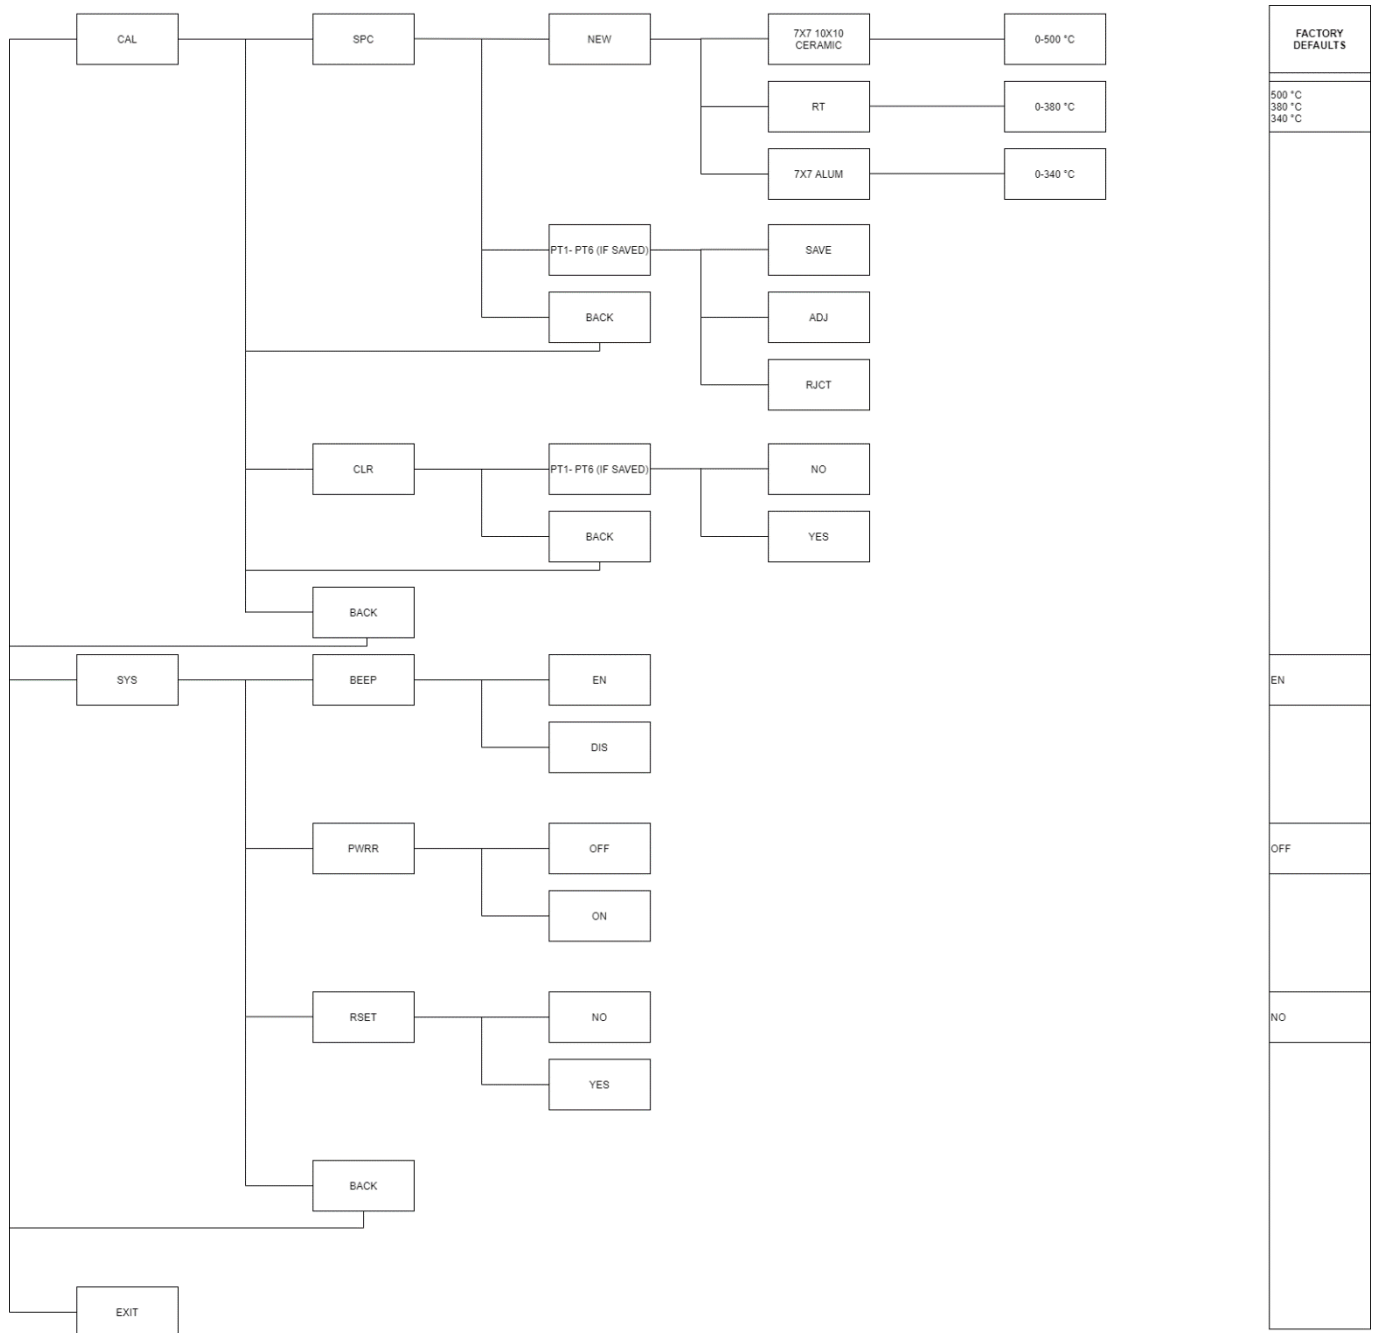 CAL
SPC
NEW
7X7 10X10
CERAMIC
0-500 °C
FACTORY
DEFAULTS
RT
0-380 °C
500 °C
380 °C
340 °C
7X7 ALUM
0-340 °C
PT1- PT6 (IF SAVED)
SAVE
BACK
ADJ
RJCT
CLR
PT1- PT6 (IF SAVED)
NO
BACK
YES
BACK
SYS
BEEP
EN
EN
DIS
PWRR
OFF
OFF
ON
RSET
NO
NO
YES
BACK
EXIT